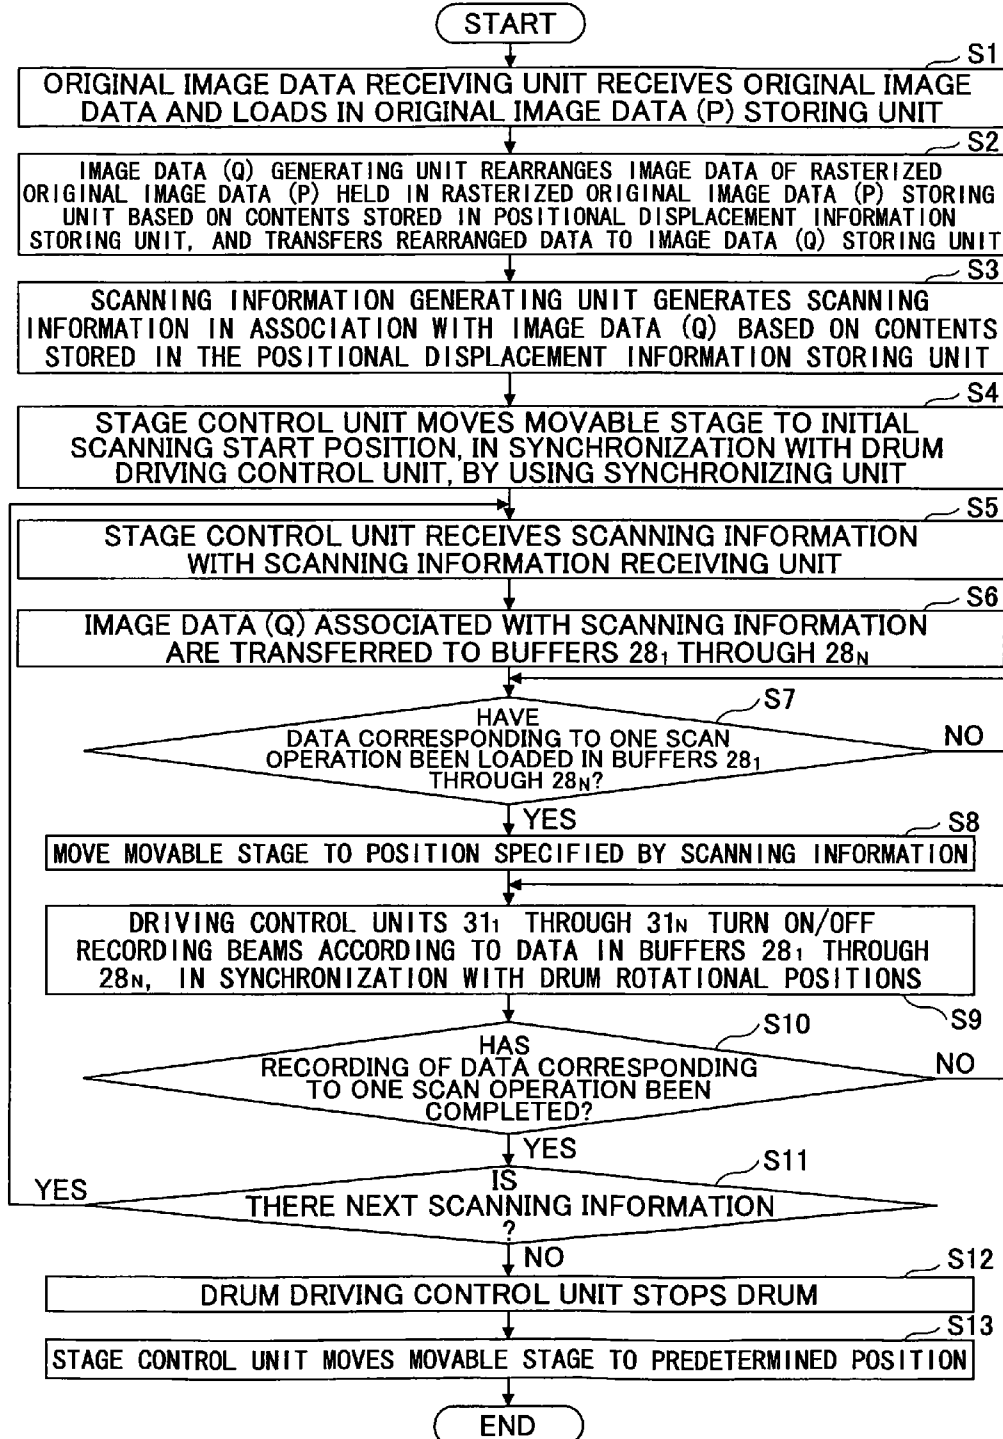 START
S1
ORIGINAL IMAGE DATA RECEIVING UNIT RECEIVES ORIGINAL IMAGE
DATA AND LOADS IN ORIGINAL IMAGE DATA (P) STORING UNIT
S2
IMAGE DATA (Q) GENERATING UNIT REARRANGES IMAGE DATA OF RASTERIZED
ORIGINAL IMAGE DATA (P) HELD IN RASTERIZED ORIGINAL IMAGE DATA (P) STORING
UNIT BASED ON CONTENTS STORED IN POSITIONAL DISPLACEMENT INFORMATION
STORING UNIT, AND TRANSFERS REARRANGED DATA TO IMAGE DATA (Q) STORING UNIT
S3
SCANNING INFORMATION GENERATING UNIT GENERATES SCANNING
INFORMATION IN ASSOCIATION WITH IMAGE DATA (Q) BASED ON CONTENTS
STORED IN THE POSITIONAL DISPLACEMENT INFORMATION STORING UNIT
S4
STAGE CONTROL UNIT MOVES MOVABLE STAGE TO INITIAL
SCANNING START POSITION, IN SYNCHRONIZATION WITH DRUM
DRIVING CONTROL UNIT, BY USING SYNCHRONIZING UNIT
S5
STAGE CONTROL UNIT RECEIVES SCANNING INFORMATION
WITH SCANNING INFORMATION RECEIVING UNIT
S6
IMAGE DATA (Q) ASSOCIATED WITH SCANNING INFORMATION
ARE TRANSFERRED TO BUFFERS 28₁ THROUGH 28N
S7
HAVE
DATA CORRESPONDING TO ONE SCAN
OPERATION BEEN LOADED IN BUFFERS 28₁
THROUGH 28N?
NO
YES
S8
MOVE MOVABLE STAGE TO POSITION SPECIFIED BY SCANNING INFORMATION
DRIVING CONTROL UNITS 31₁ THROUGH 31N TURN ON/OFF
RECORDING BEAMS ACCORDING TO DATA IN BUFFERS 28₁ THROUGH
28N, IN SYNCHRONIZATION WITH DRUM ROTATIONAL POSITIONS
S9
S10
HAS
RECORDING OF DATA CORRESPONDING
TO ONE SCAN OPERATION BEEN
COMPLETED?
NO
YES
S11
YES
IS
THERE NEXT SCANNING INFORMATION
?
NO
S12
DRUM DRIVING CONTROL UNIT STOPS DRUM
S13
STAGE CONTROL UNIT MOVES MOVABLE STAGE TO PREDETERMINED POSITION
END